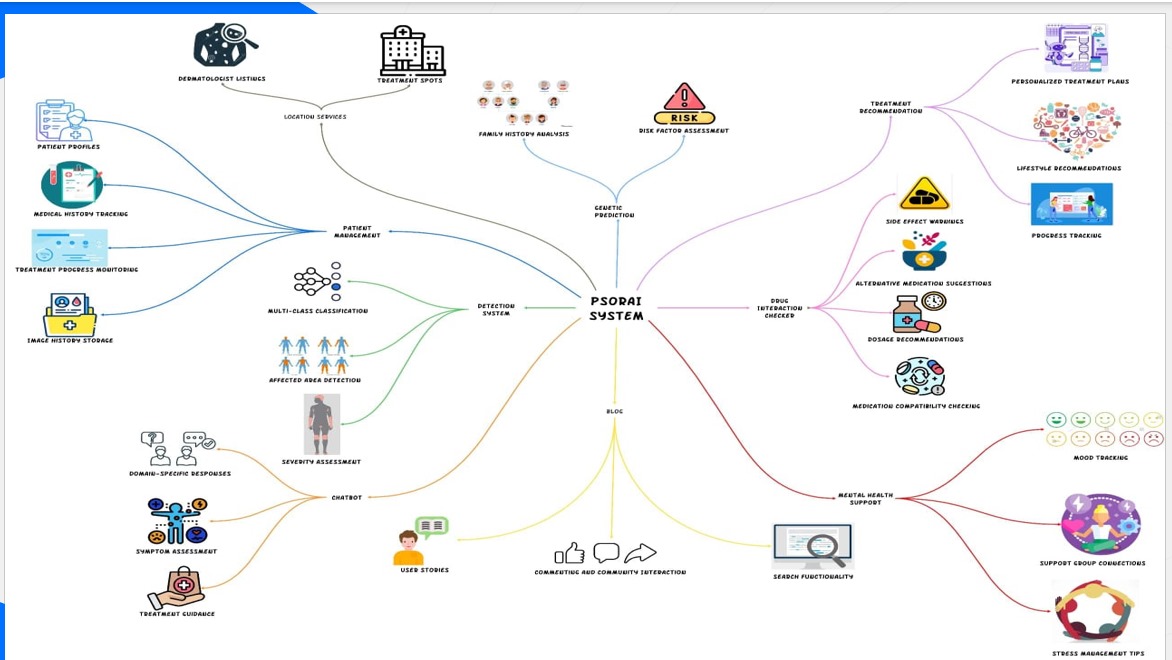 DERMATOLOGIST LISTINGS
TREATMENT SPOTS
LOCATION SERVICES
FAMILY HISTORY ANALYSIS
RISK
RISK FACTOR ASSESSMENT
GENETIC
PREDICTION
TREATMENT
RECOMMENDATION
PERSONALIZED TREATMENT PLANS
LIFESTYLE RECOMMENDATIONS
PROGRESS TRACKING
PATIENT PROFILES
MEDICAL HISTORY TRACKING
TREATMENT PROGRESS MONITORING
IMAGE HISTORY STORAGE
PATIENT
MANAGEMENT
MULTI-CLASS CLASSIFICATION
AFFECTED AREA DETECTION
SEVERITY ASSESSMENT
DETECTION
SYSTEM
PSORAI
SYSTEM
DRUG
INTERACTION
CHECKER
SIDE EFFECT WARNINGS
ALTERNATIVE MEDICATION SUGGESTIONS
DOSAGE RECOMMENDATIONS
MEDICATION COMPATIBILITY CHECKING
BLOG
DOMAIN-SPECIFIC RESPONSES
SYMPTOM ASSESSMENT
TREATMENT GUIDANCE
CHATBOT
USER STORIES
COMMENTING AND COMMUNITY INTERACTION
SEARCH FUNCTIONALITY
MENTAL HEALTH
SUPPORT
MOOD TRACKING
SUPPORT GROUP CONNECTIONS
STRESS MANAGEMENT TIPS